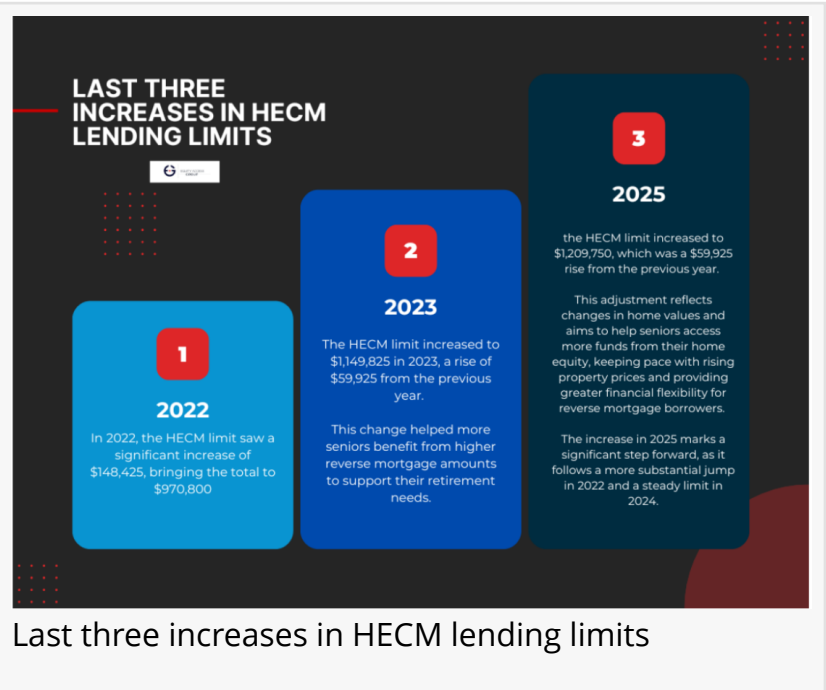 LAST THREE
INCREASES IN HECM
LENDING LIMITS
1
2022
In 2022, the HECM limit saw a
significant increase of
$148,425, bringing the total to
$970,800
2
2023
The HECM limit increased to
$1,149,825 in 2023, a rise of
$59,925 from the previous
year.
This change helped more
seniors benefit from higher
reverse mortgage amounts
to support their retirement
needs.
3
2025
the HECM limit increased to
$1,209,750, which was a $59,925
rise from the previous year.
This adjustment reflects
changes in home values and
aims to help seniors access
more funds from their home
equity, keeping pace with rising
property prices and providing
greater financial flexibility for
reverse mortgage borrowers.
The increase in 2025 marks a
significant step forward, as it
follows a more substantial jump
in 2022 and a steady limit in
2024.
Last three increases in HECM lending limits